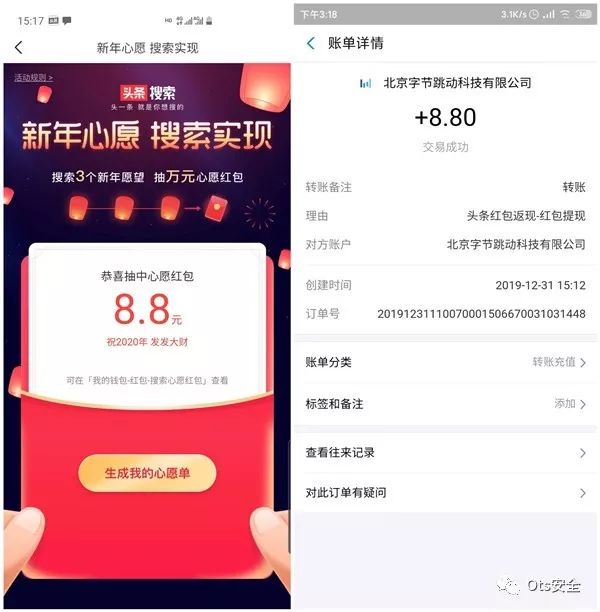 15:17
HD 4G 4G
新年心愿 搜索实现
活动规则 >
头条 搜索
头一条 就是你想搜的
新年心愿 搜索实现
搜索3个新年愿望 抽万元心愿红包
恭喜抽中心愿红包
8.8元
祝2020年 发发大财
可在「我的钱包-红包-搜索心愿红包」查看
生成我的心愿单
下午3:18
3.1K/s
账单详情
北京字节跳动科技有限公司
+8.80
交易成功
转账备注 转账
理由 头条红包返现-红包提现
对方账户 北京字节跳动科技有限公司
创建时间 2019-12-31 15:12
订单号 20191231110070001506670031031448
账单分类 转账充值 >
标签和备注 添加 >
查看往来记录 >
对此订单有疑问 >
Ots安全